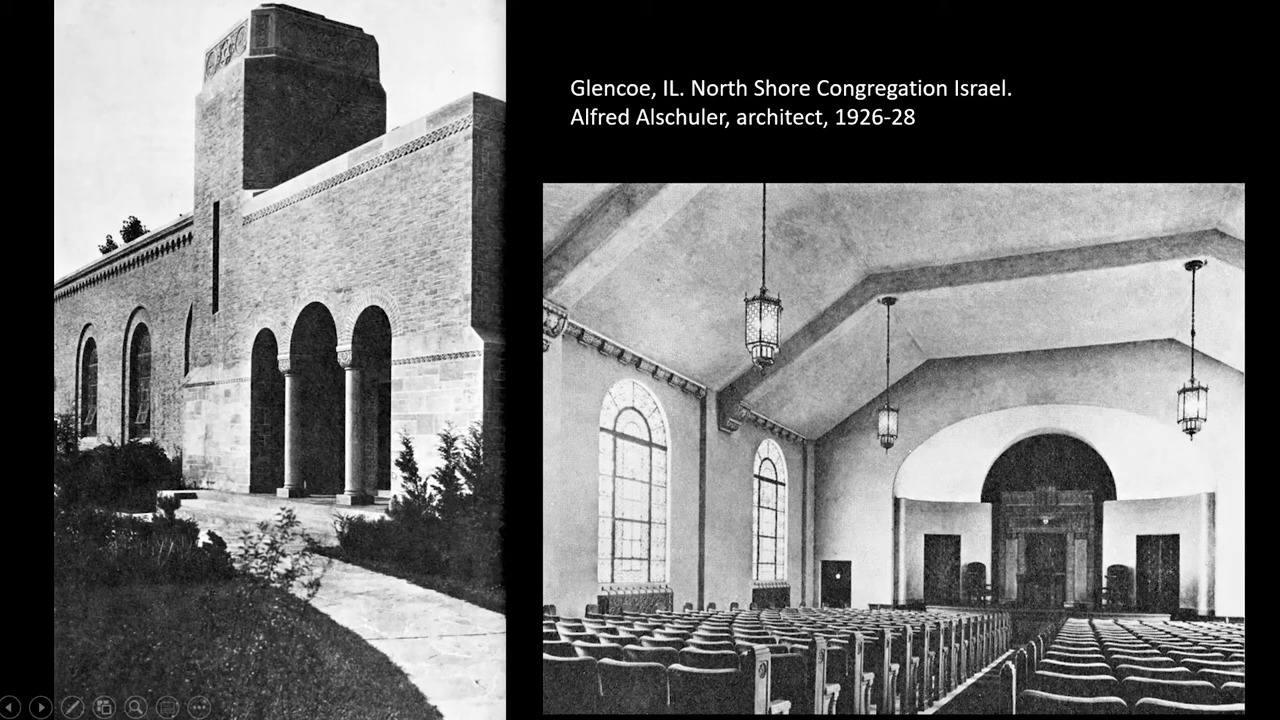 Glencoe, IL. North Shore Congregation Israel.
Alfred Alschuler, architect, 1926-28